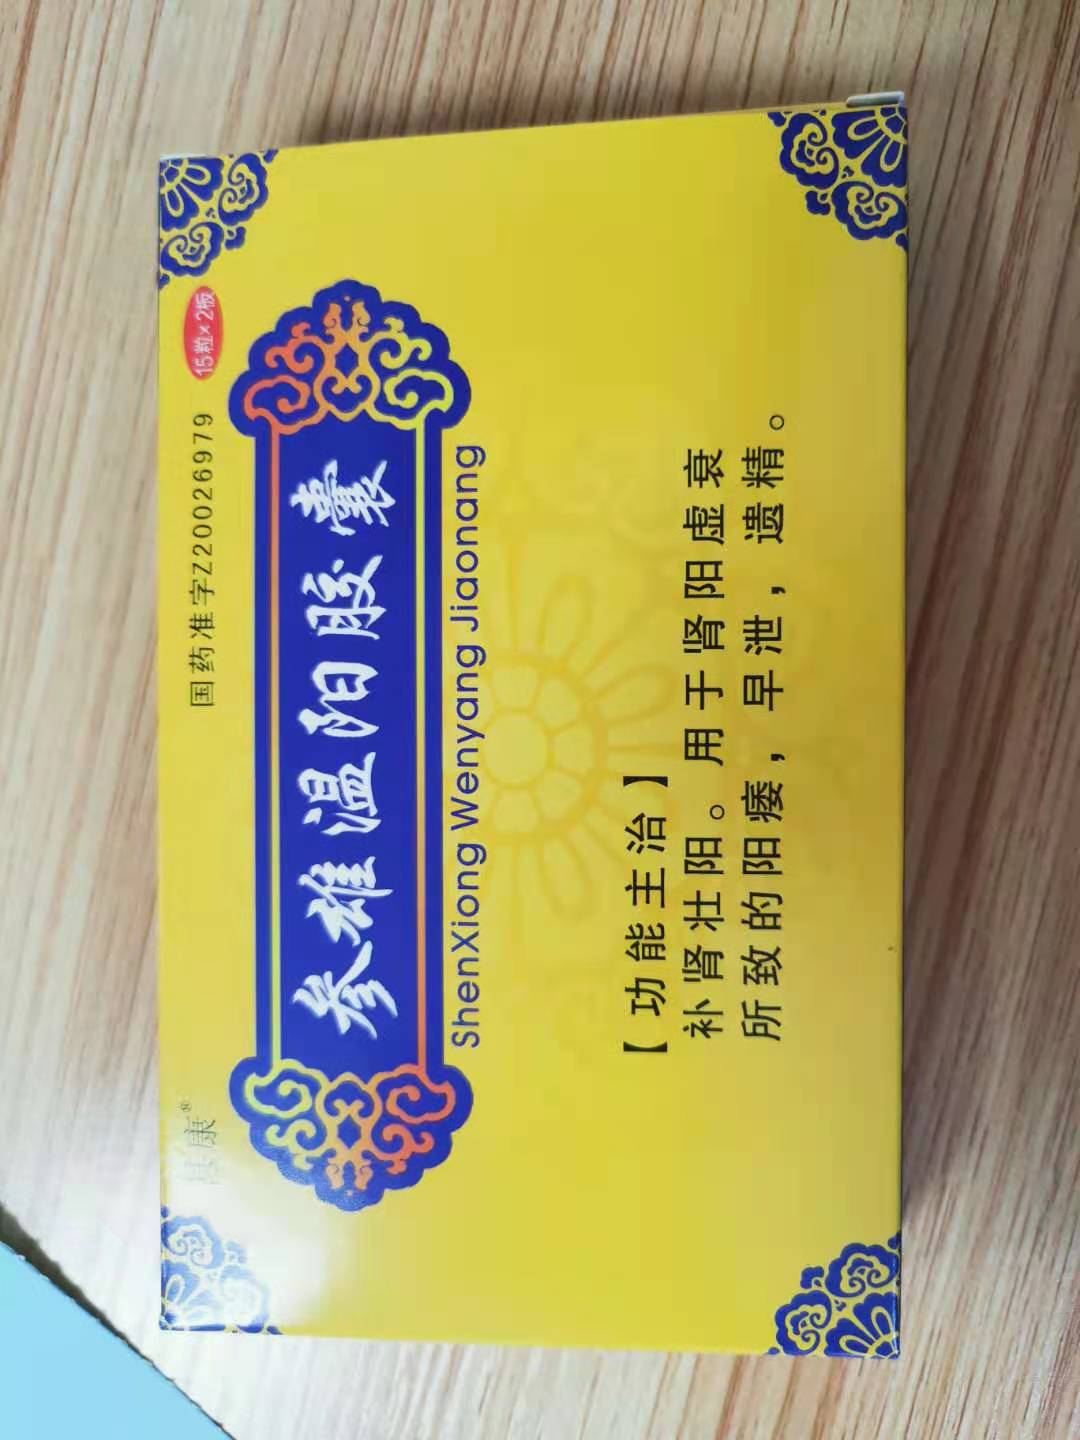 康®
国药准字Z20026979
15粒×2板
参雄温阳胶囊
ShenXiong Wenyang Jiaonang
【功能主治】
补肾壮阳。用于肾阳虚衰
所致的阳痿，早泄，遗精。